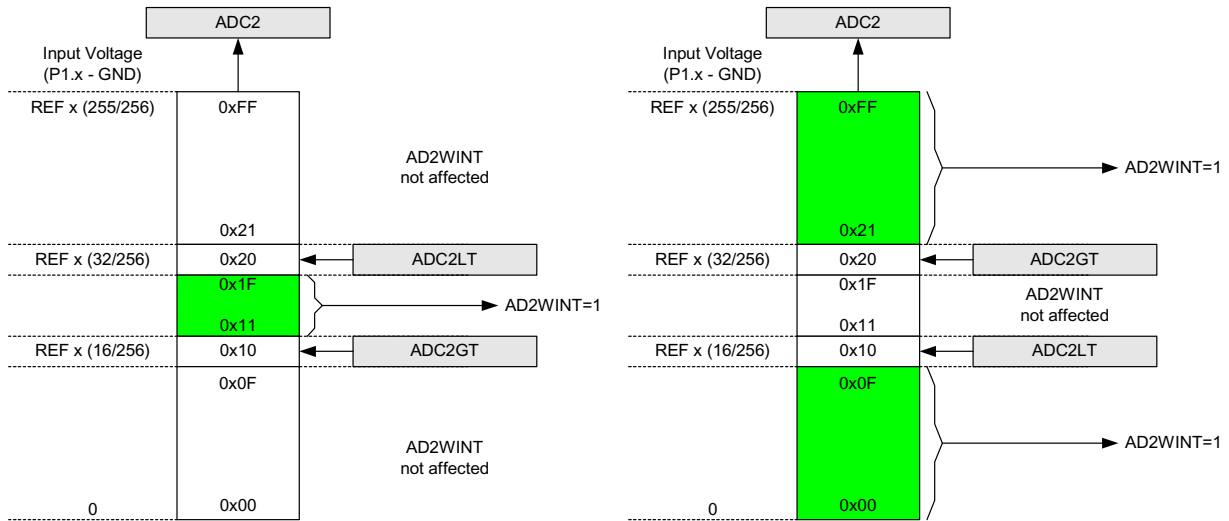 ADC2
Input Voltage
(P1.x - GND)
REF x (255/256)
0xFF
AD2WINT
not affected
0x21
REF x (32/256)
0x20
ADC2LT
0x1F
AD2WINT=1
0x11
REF x (16/256)
0x10
ADC2GT
0x0F
AD2WINT
not affected
0
0x00
ADC2
Input Voltage
(P1.x - GND)
REF x (255/256)
0xFF
AD2WINT=1
0x21
REF x (32/256)
0x20
ADC2GT
0x1F
AD2WINT
not affected
0x11
REF x (16/256)
0x10
ADC2LT
0x0F
AD2WINT=1
0
0x00